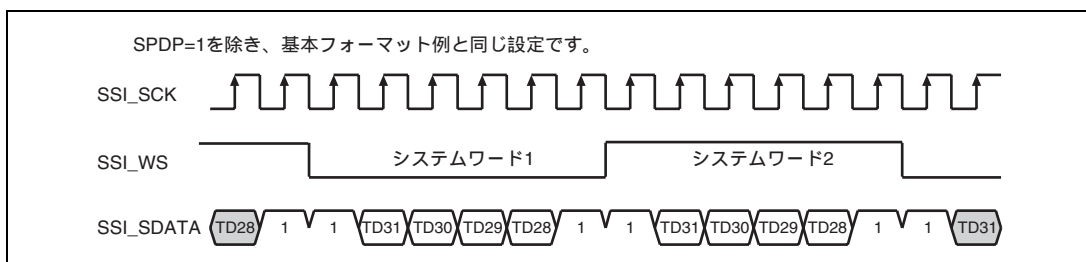 SPDP=1を除き、基本フォーマット例と同じ設定です。
SSI_SCK
SSI_WS システムワード1 システムワード2
SSI_SDATA TD28 1 1 TD31 TD30 TD29 TD28 1 1 TD31 TD30 TD29 TD28 1 1 TD31